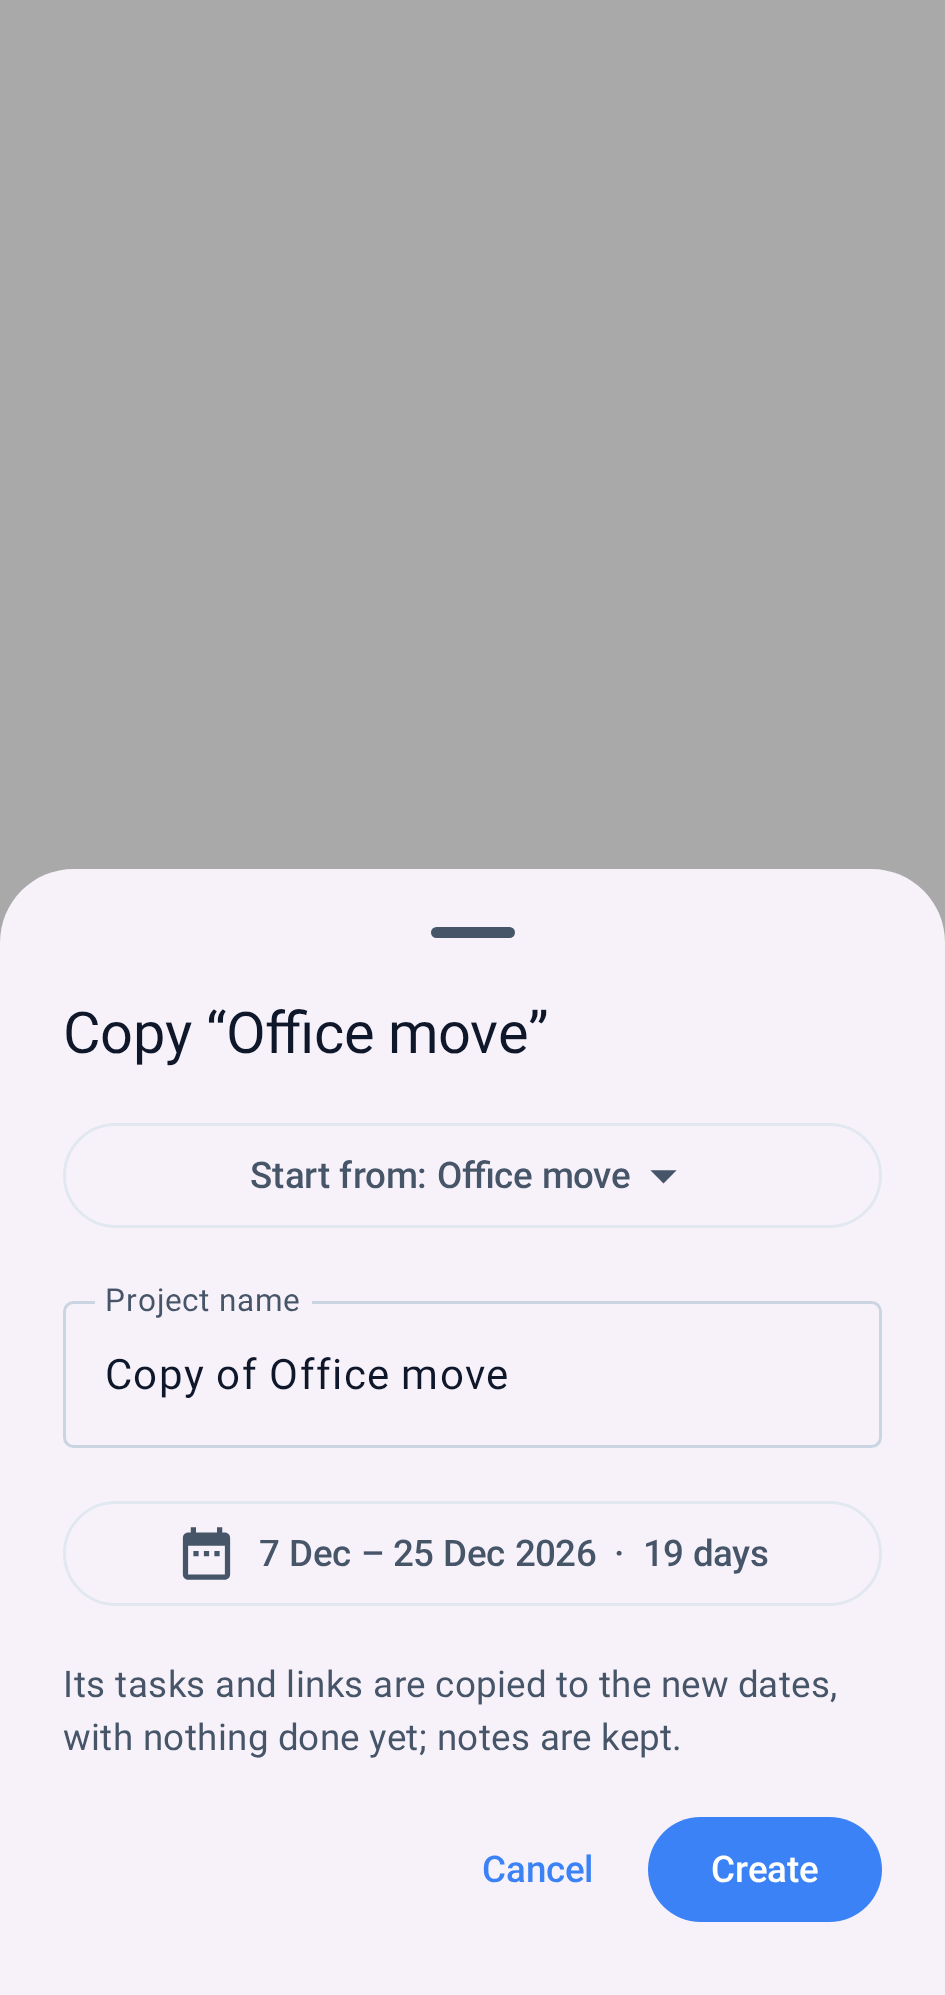 Copy “Office move”
Start from: Office move
Project name
Copy of Office move
7 Dec – 25 Dec 2026 · 19 days
Its tasks and links are copied to the new dates,
with nothing done yet; notes are kept.
Cancel
Create